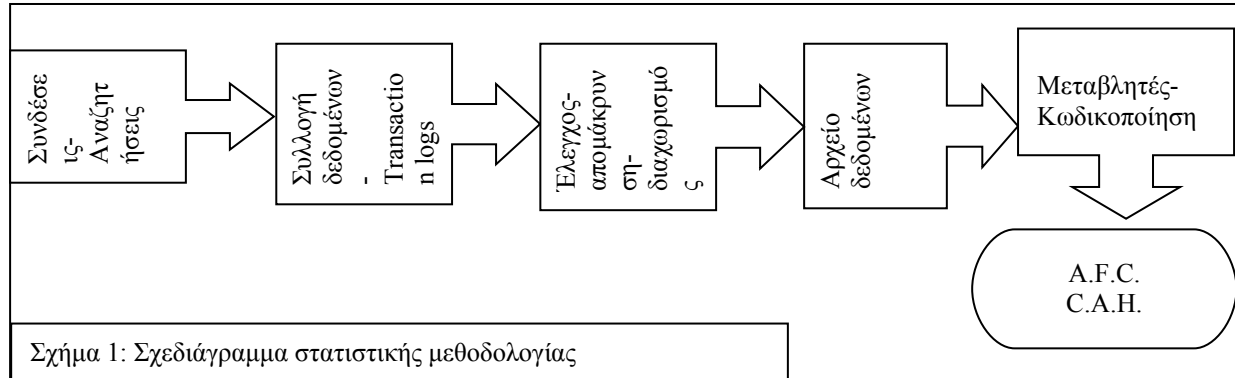 Συνδέσε
ις-
Αναζητ
ήσεις
Συλλογή
δεδομένων
-
Transactio
n logs
Έλεγχος-
απομάκρυν
ση-
διαχωρισμό
ς
Αρχείο
δεδομένων
Μεταβλητές-
Κωδικοποίηση
A.F.C.
C.A.H.
Σχήμα 1: Σχεδιάγραμμα στατιστικής μεθοδολογίας